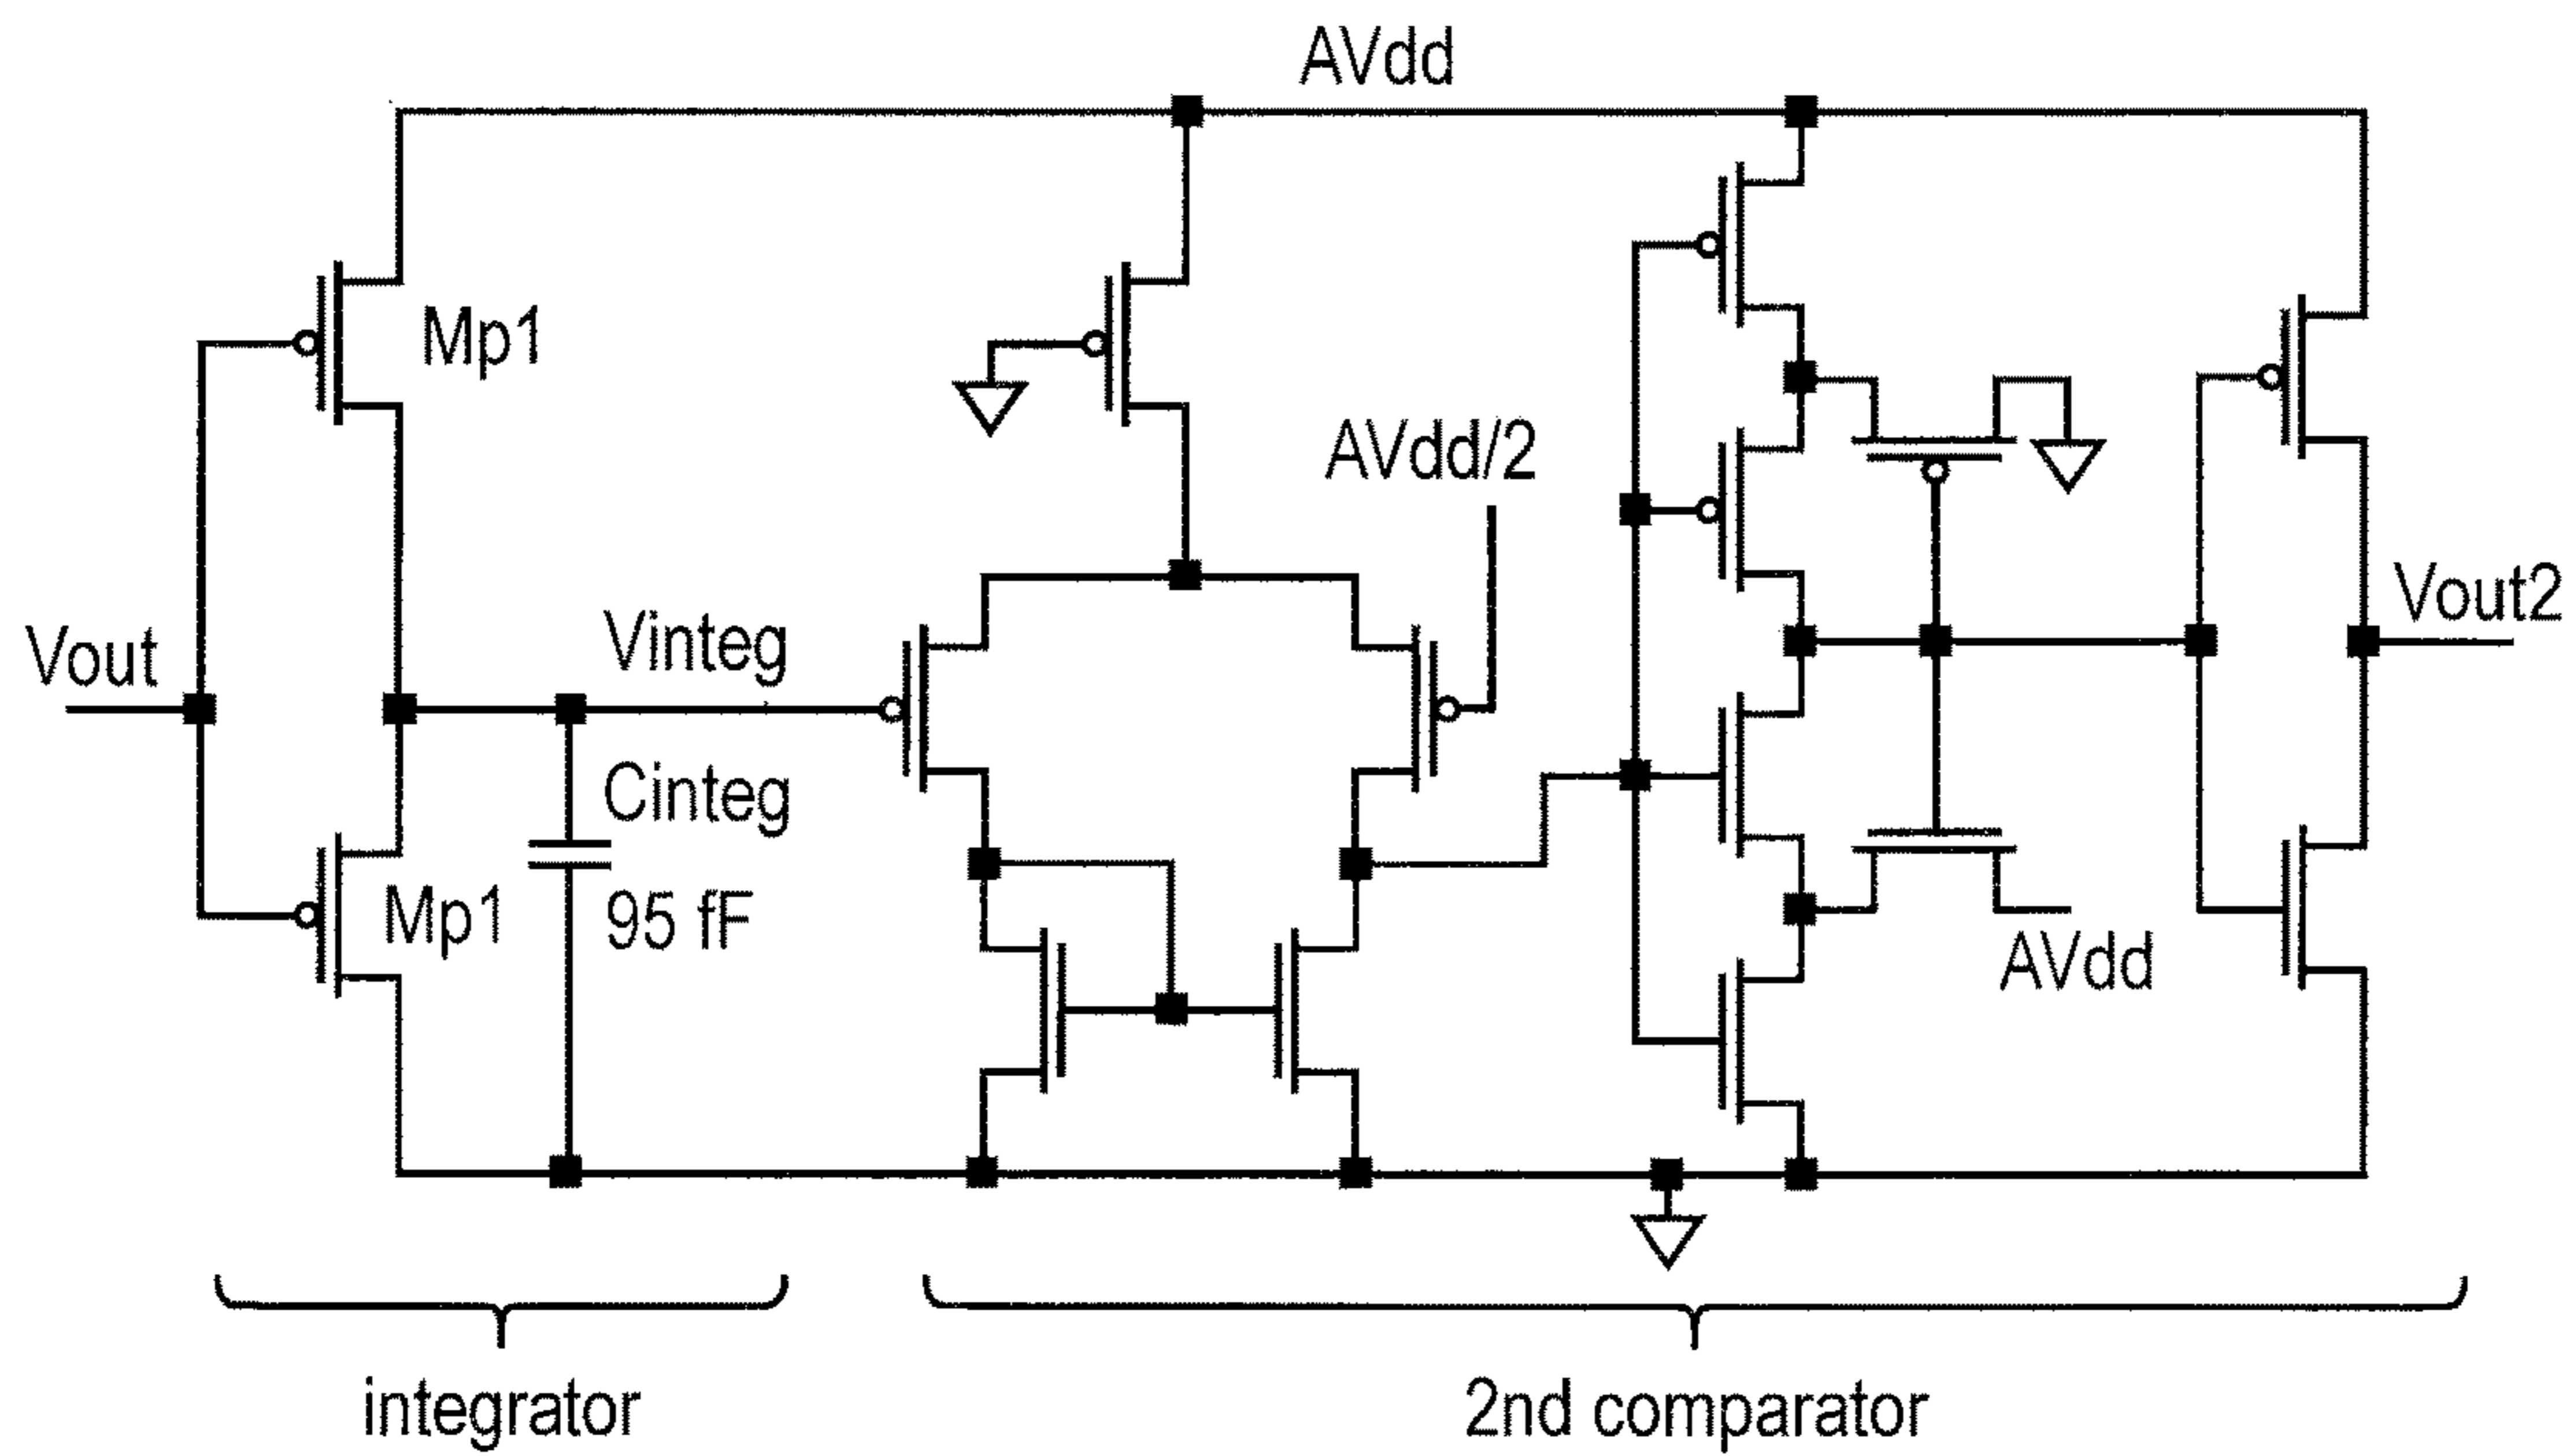 AVdd
Mp1
AVdd/2
Vout
Vinteg
Vout2
Cinteg
95 fF
Mp1
AVdd
integrator
2nd comparator